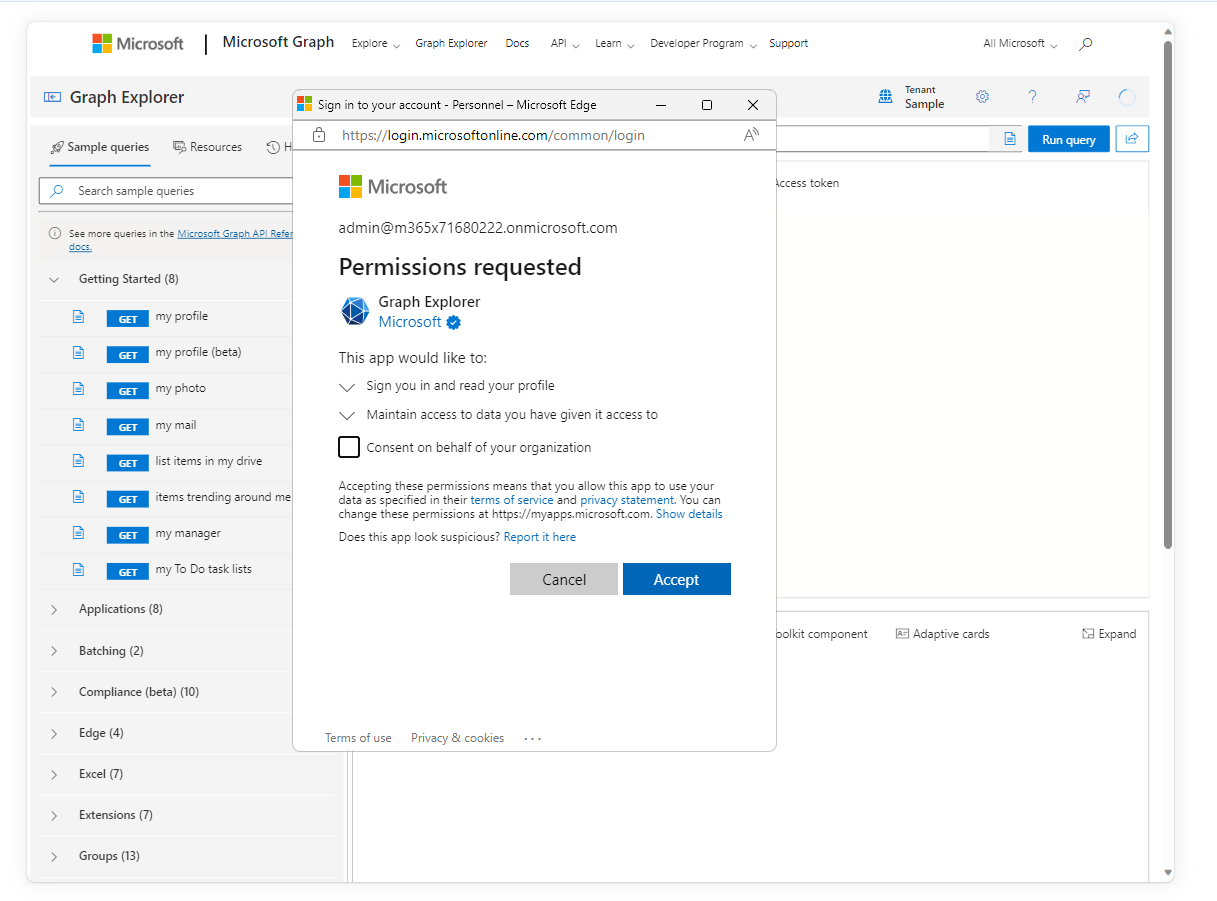 Microsoft
Microsoft Graph
Explore
Graph Explorer
Docs
API
Learn
Developer Program
Support
All Microsoft
Graph Explorer
Tenant
Sample
Sample queries
Resources
H
Search sample queries
See more queries in the Microsoft Graph API Refer
docs.
Getting Started (8)
GET my profile
GET my profile (beta)
GET my photo
GET my mail
GET list items in my drive
GET items trending around me
GET my manager
GET my To Do task lists
Applications (8)
Batching (2)
Compliance (beta) (10)
Edge (4)
Excel (7)
Extensions (7)
Groups (13)
Sign in to your account - Personnel – Microsoft Edge
https://login.microsoftonline.com/common/login
Microsoft
admin@m365x71680222.onmicrosoft.com
Permissions requested
Graph Explorer
Microsoft
This app would like to:
Sign you in and read your profile
Maintain access to data you have given it access to
Consent on behalf of your organization
Accepting these permissions means that you allow this app to use your
data as specified in their terms of service and privacy statement. You can
change these permissions at https://myapps.microsoft.com. Show details
Does this app look suspicious? Report it here
Cancel
Accept
Terms of use
Privacy & cookies
...
Run query
Access token
oolkit component
Adaptive cards
Expand